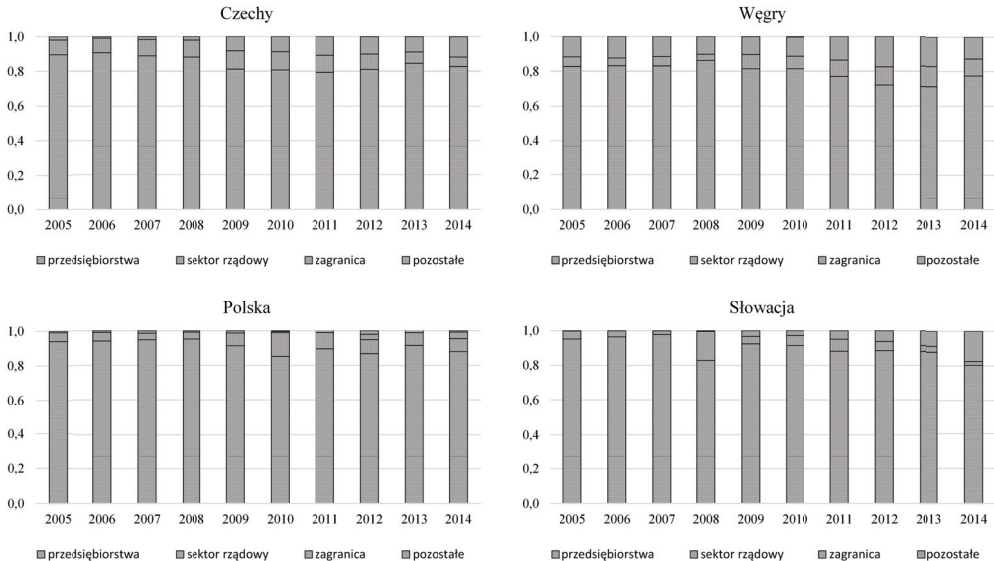 Czechy
1,0
0,8
0,6
0,4
0,2
0,0
2005 2006 2007 2008 2009 2010 2011 2012 2013 2014
przedsiębiorstwa sektor rządowy zagranica pozostałe
Węgry
1,0
0,8
0,6
0,4
0,2
0,0
2005 2006 2007 2008 2009 2010 2011 2012 2013 2014
przedsiębiorstwa sektor rządowy zagranica pozostałe
Polska
1,0
0,8
0,6
0,4
0,2
0,0
2005 2006 2007 2008 2009 2010 2011 2012 2013 2014
przedsiębiorstwa sektor rządowy zagranica pozostałe
Słowacja
1,0
0,8
0,6
0,4
0,2
0,0
2005 2006 2007 2008 2009 2010 2011 2012 2013 2014
przedsiębiorstwa sektor rządowy zagranica pozostałe